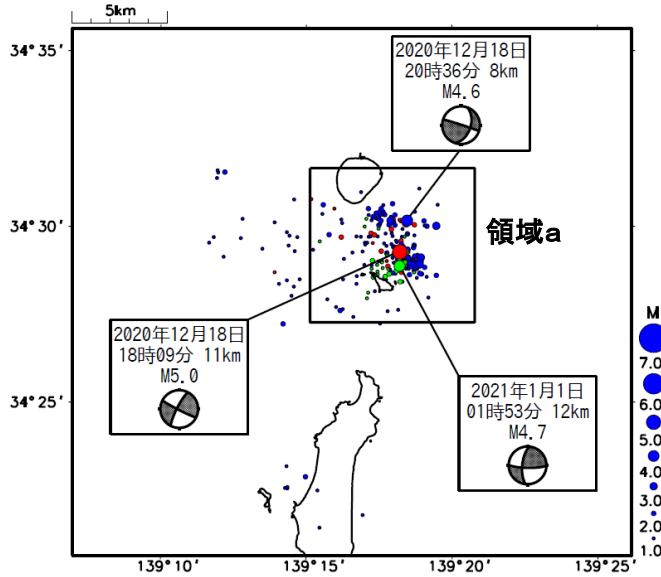 5km
34°35′
2020年12月18日
20時36分 8km
M4.6
34°30′
領域a
2020年12月18日
18時09分 11km
M5.0
34°25′
2021年1月1日
01時53分 12km
M4.7
M
7.0
6.0
5.0
4.0
3.0
2.0
1.0
139°10′
139°15′
139°20′
139°25′